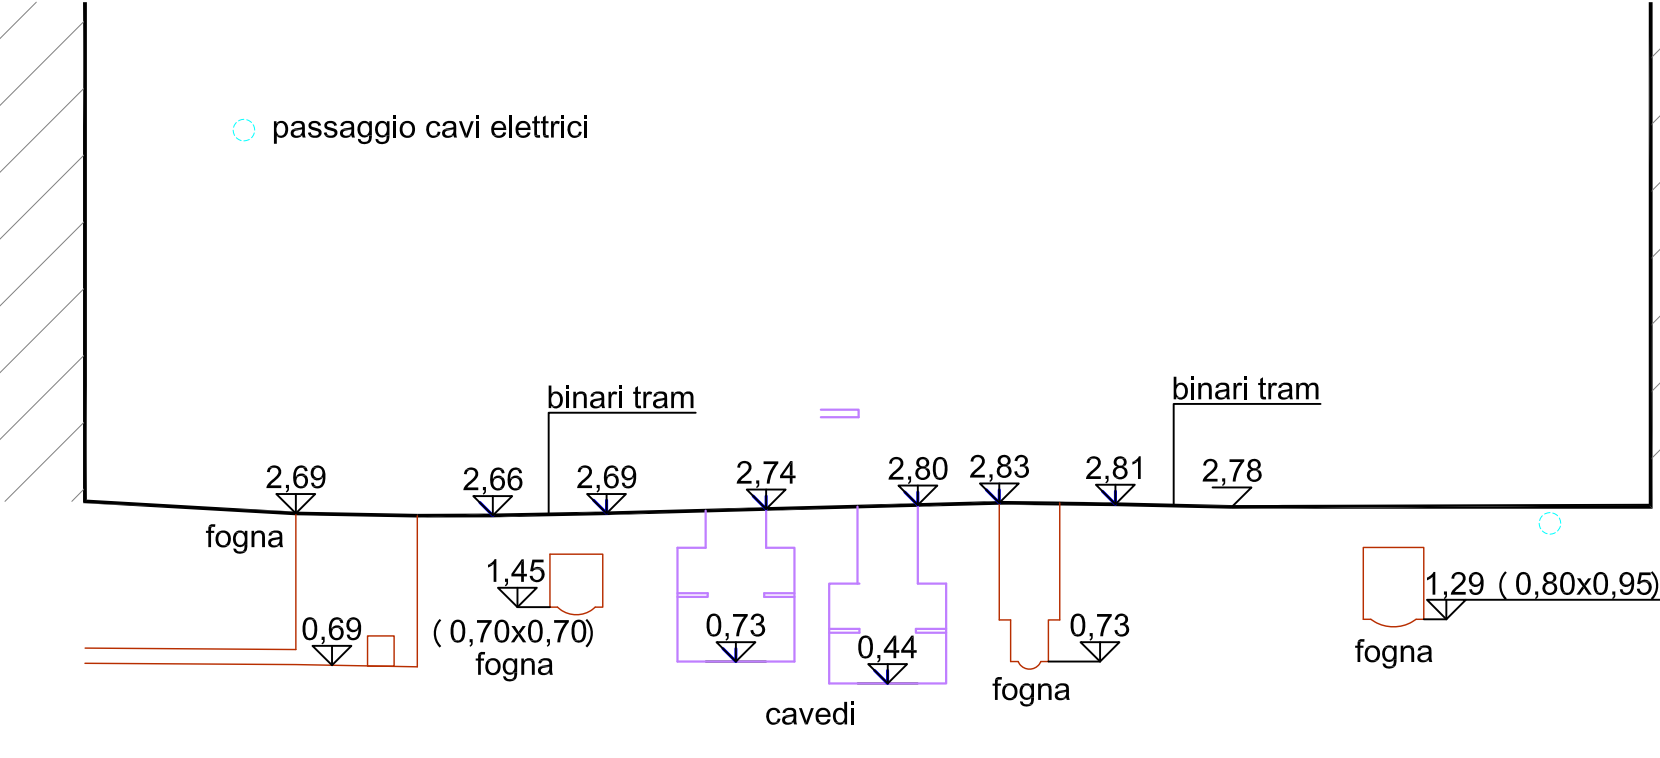 passaggio cavi elettrici
binari tram
binari tram
2,69
2,66
2,69
2,74
2,80
2,83
2,81
2,78
fogna
1,45
(0,70x0,70)
fogna
0,69
0,73
0,44
cavedi
0,73
fogna
1,29 (0,80x0,95)
fogna